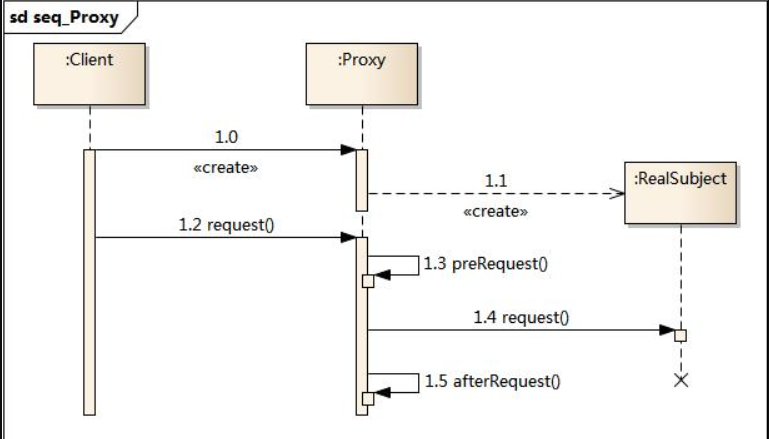 sd seq_Proxy
:Client
:Proxy
1.0
«create»
:RealSubject
1.1
«create»
1.2 request()
1.3 preRequest()
1.4 request()
1.5 afterRequest()